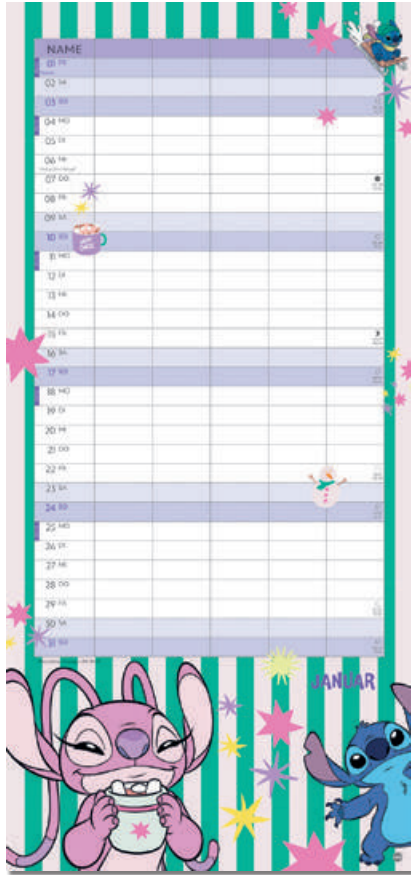 NAME
01 FR
02 SA
03 SO
04 MO
05 DI
06 MI
07 DO
08 FR
09 SA
10 SO
11 MO
12 DI
13 MI
14 DO
15 FR
16 SA
17 SO
18 MO
19 DI
20 MI
21 DO
22 FR
23 SA
24 SO
25 MO
26 DI
27 MI
28 DO
29 FR
30 SA
31 SO
JANUAR